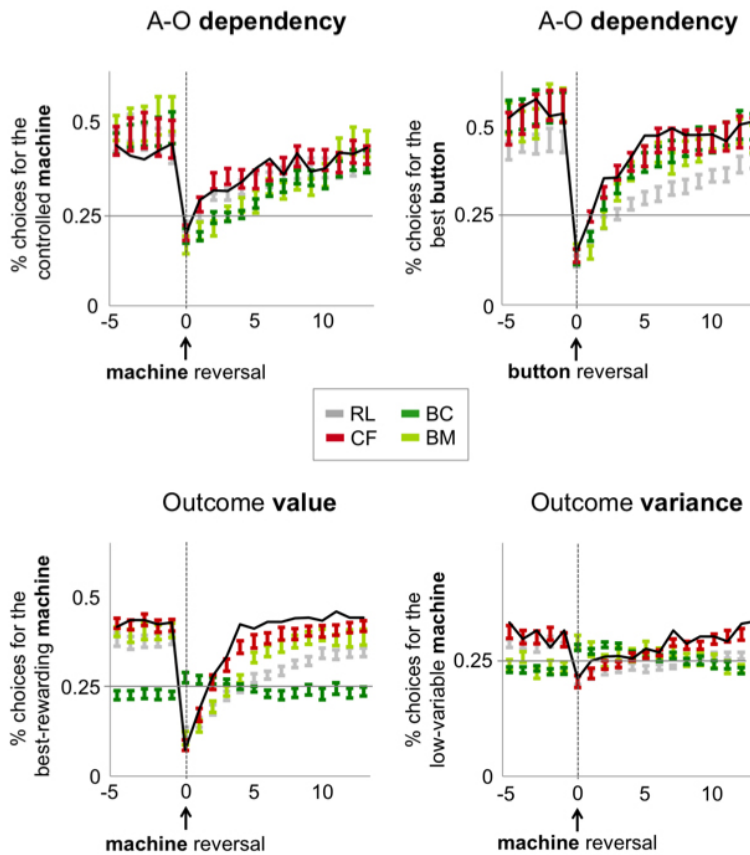 A-O dependency
A-O dependency
% choices for the
controlled machine
0.5
0.25
0
-5
0
5
10
machine reversal
% choices for the
best button
0.5
0.25
0
-5
0
5
10
button reversal
RL
BC
CF
BM
Outcome value
Outcome variance
% choices for the
best-rewarding machine
0.5
0.25
0
-5
0
5
10
machine reversal
% choices for the
low-variable machine
0.25
0
-5
0
5
10
machine reversal